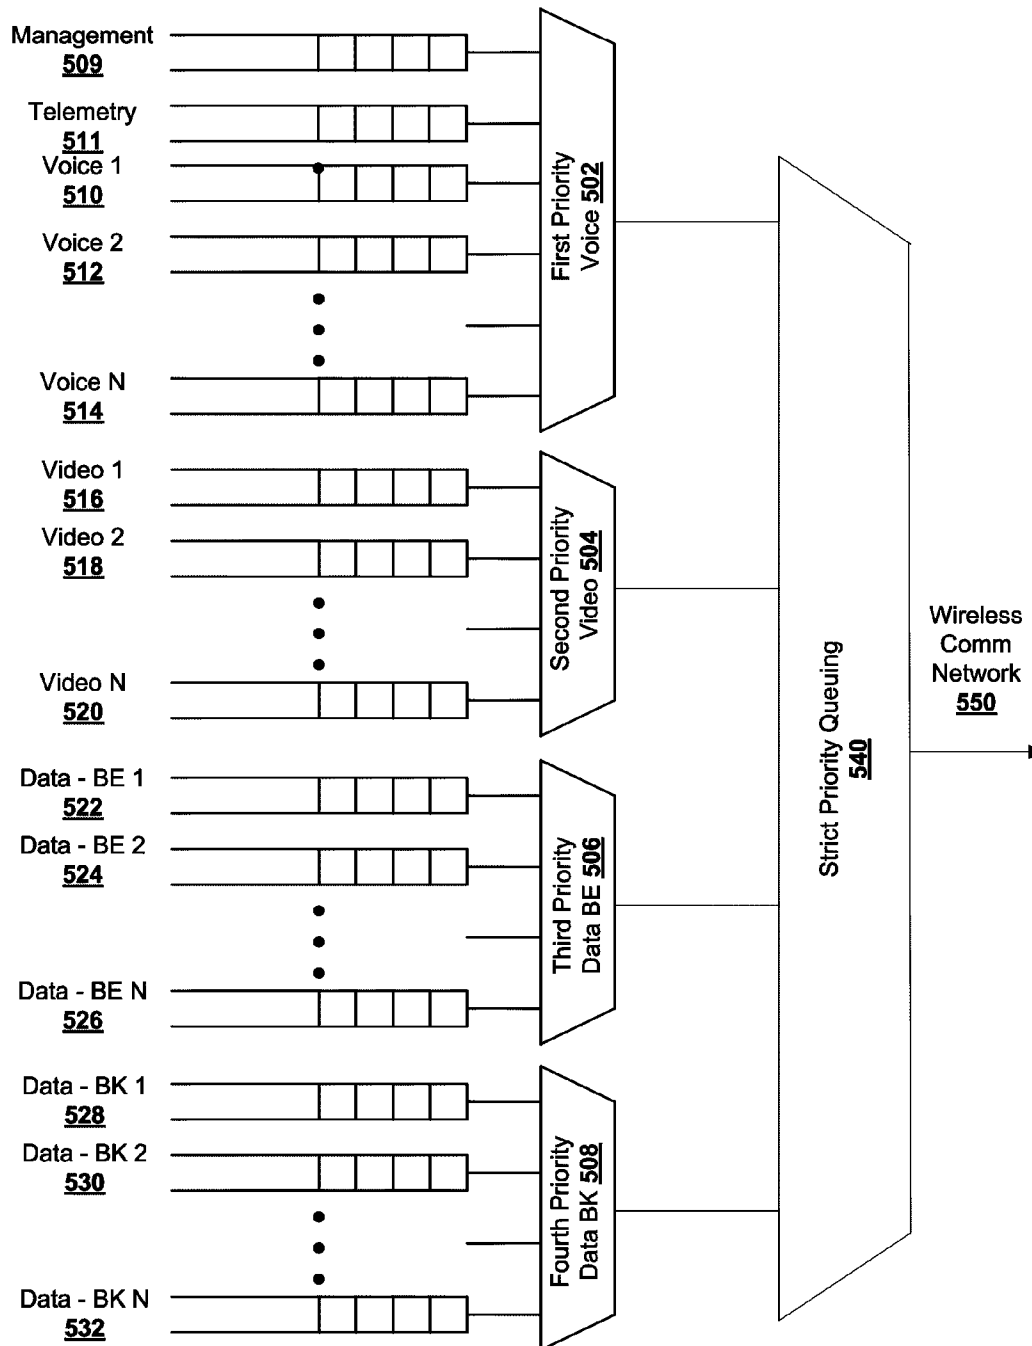 Management
509
Telemetry
511
Voice 1
510
Voice 2
512
Voice N
514
First Priority
Voice 502
Video 1
516
Video 2
518
Video N
520
Second Priority
Video 504
Data - BE 1
522
Data - BE 2
524
Data - BE N
526
Third Priority
Data BE 506
Data - BK 1
528
Data - BK 2
530
Data - BK N
532
Fourth Priority
Data BK 508
Strict Priority Queuing
540
Wireless
Comm
Network
550